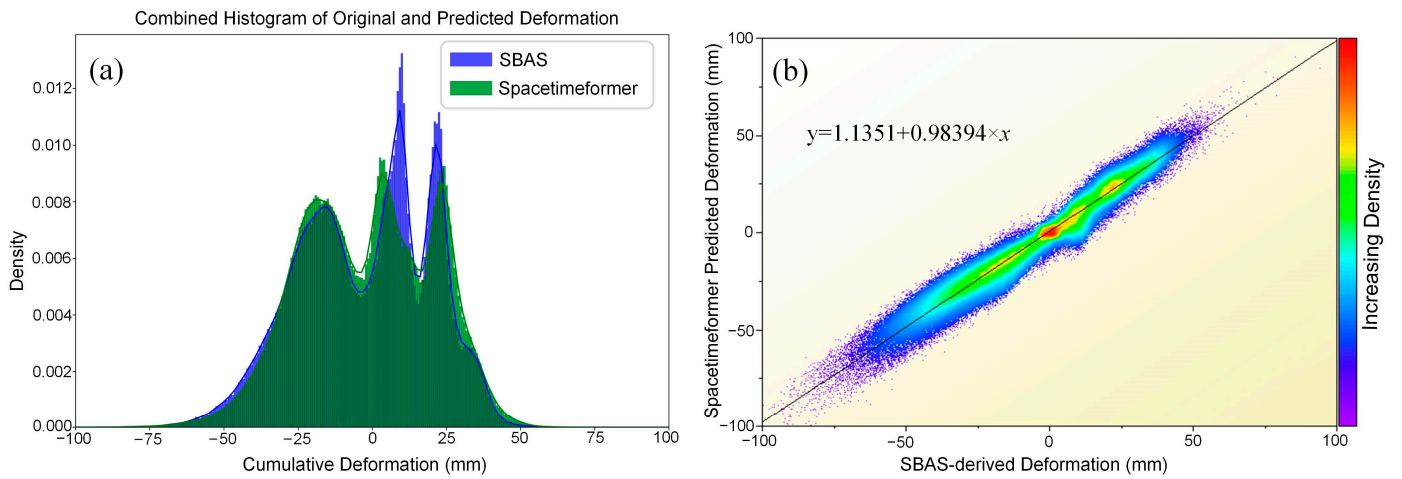 Combined Histogram of Original and Predicted Deformation
(a)
SBAS
Spacetimeformer
0.012
0.010
0.008
0.006
0.004
0.002
0.000
Density
−100 −75 −50 −25 0 25 50 75 100
Cumulative Deformation (mm)
(b)
y=1.1351+0.98394×x
100
50
0
−50
−100
Spacetimeformer Predicted Deformation (mm)
−100 −50 0 50 100
SBAS-derived Deformation (mm)
Increasing Density